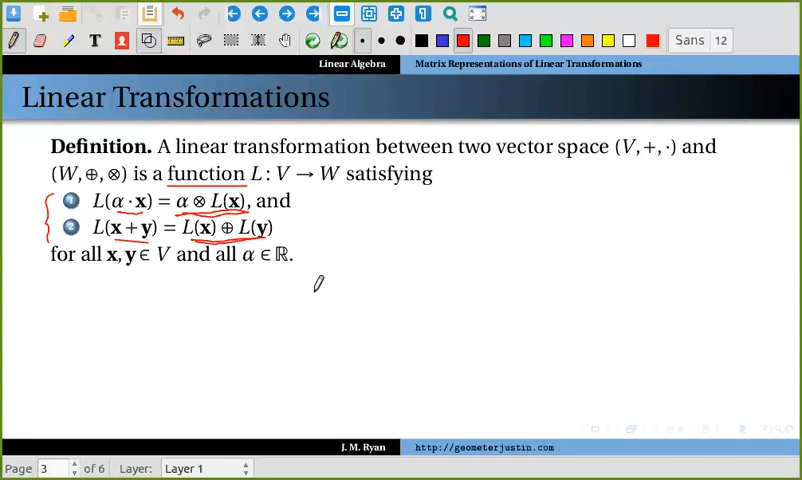 Sans 12
Linear Algebra Matrix Representations of Linear Transformations
Linear Transformations
Definition. A linear transformation between two vector space (V,+,·) and
(W,⊕,⊗) is a function L : V → W satisfying
1 L(α·x) = α ⊗ L(x), and
2 L(x+y) = L(x) ⊕ L(y)
for all x,y ∈ V and all α ∈ ℝ.
J. M. Ryan http://geometerjustin.com
Page 3 of 6 Layer: Layer 1